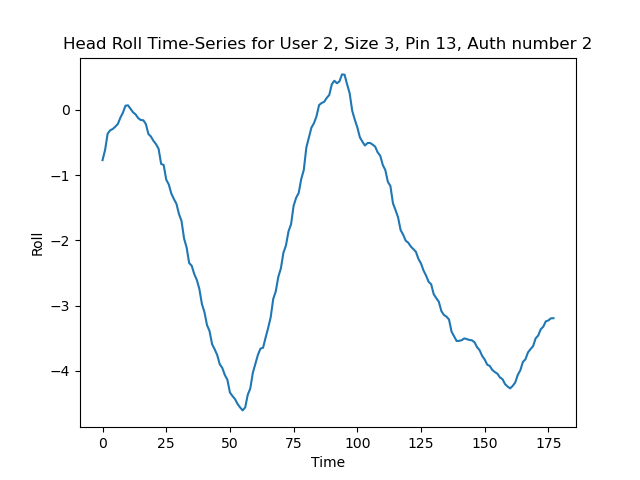 Head Roll Time-Series for User 2, Size 3, Pin 13, Auth number 2
0
−1
−2
−3
−4
Roll
0 25 50 75 100 125 150 175
Time